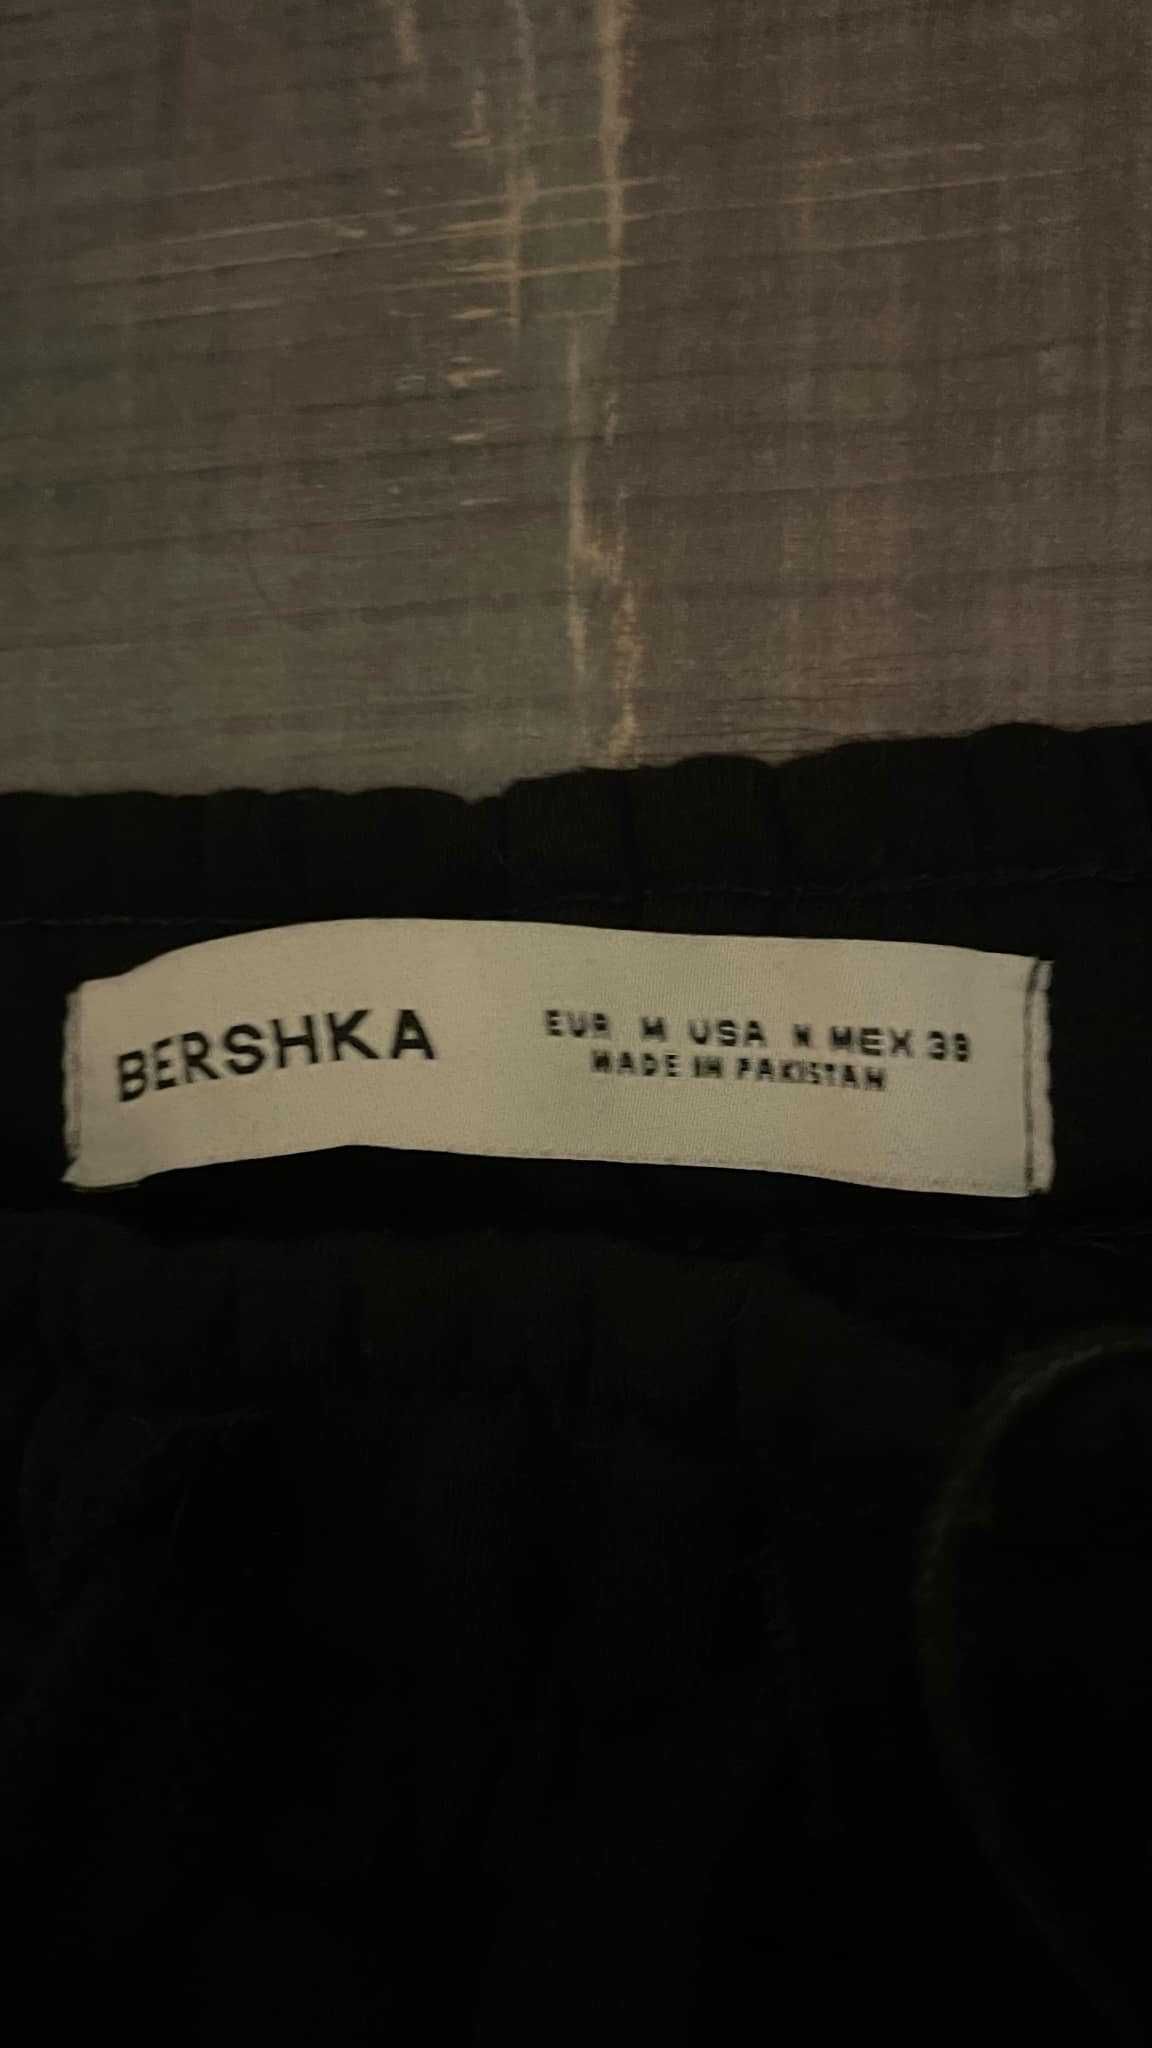 BERSHKA
EUR M USA M MEX 38
MADE IN PAKISTAN